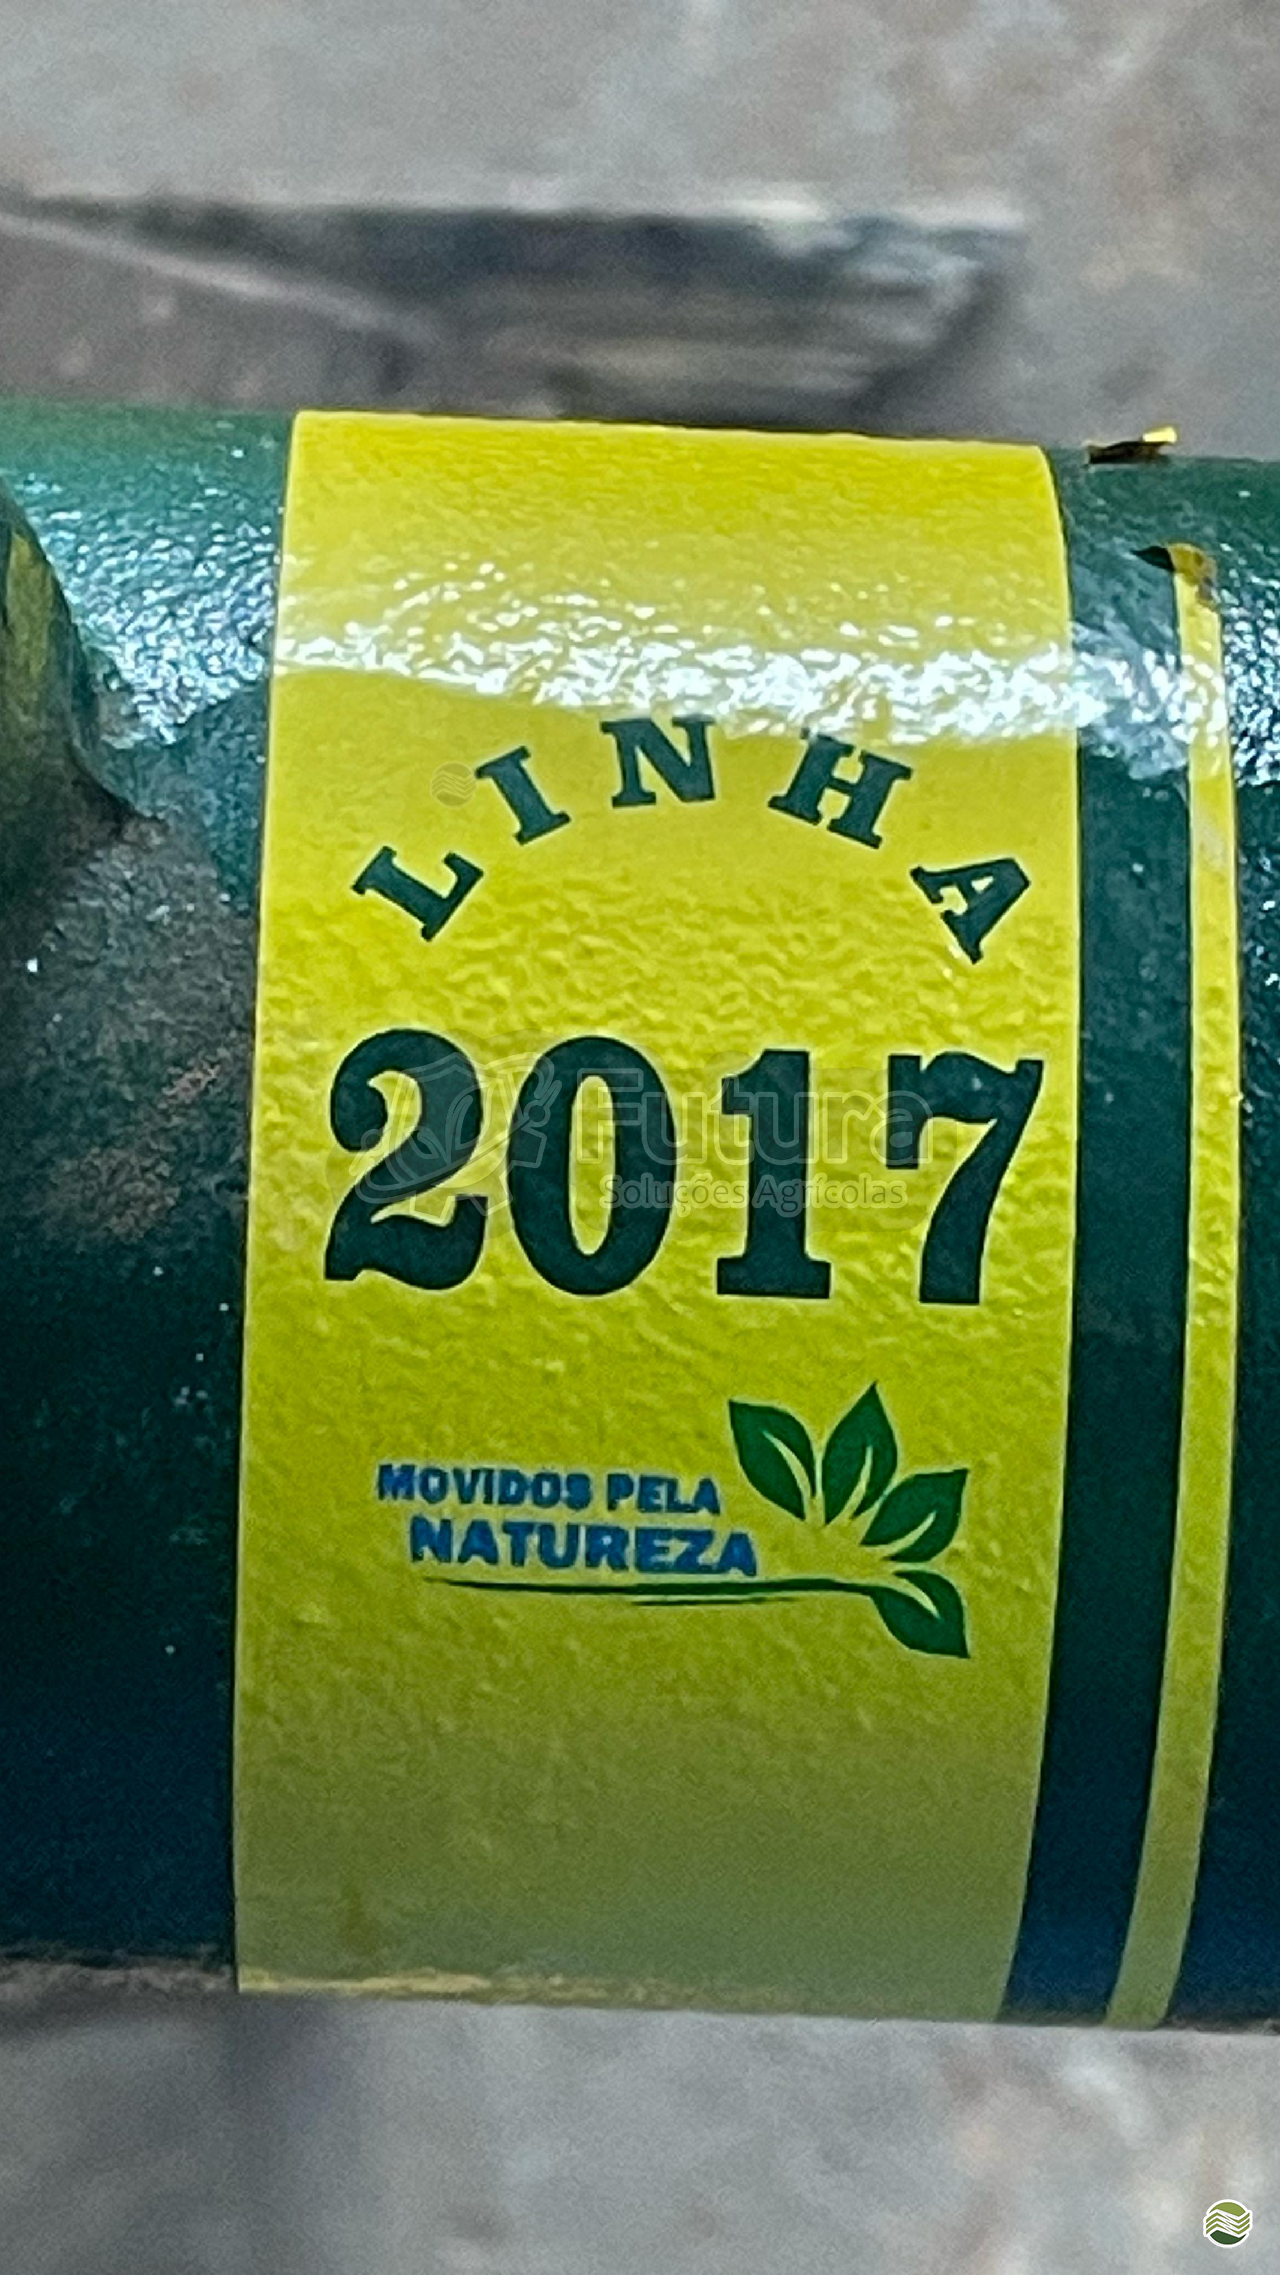 LINHA
2017
Futura
Soluções Agrícolas
MOVIDOS PELA
NATUREZA